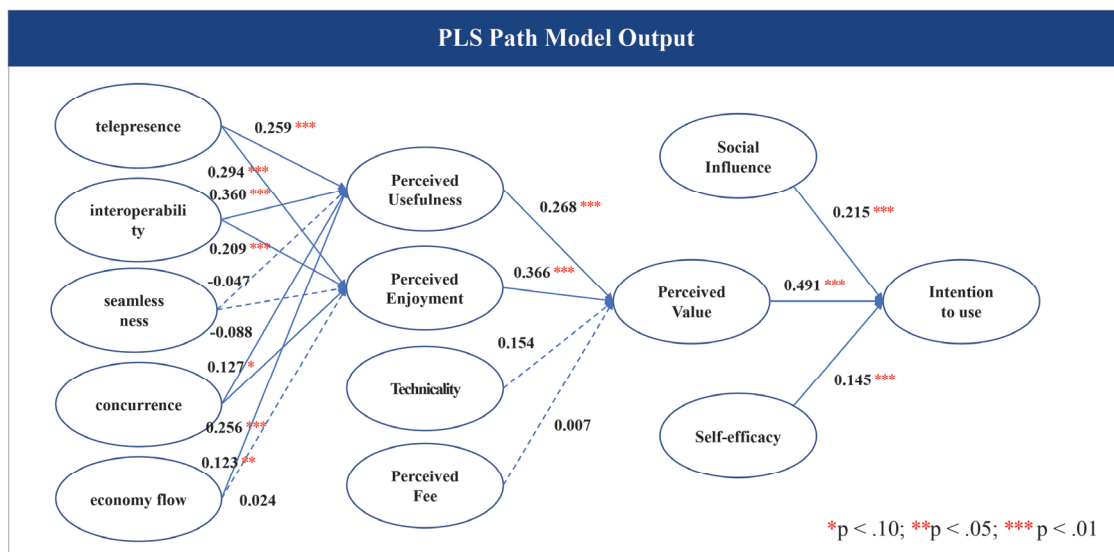 PLS Path Model Output
telepresence
0.259 ***
0.294 ***
0.360 ***
interoperabili
ty
0.209 ***
-0.047
seamless
ness
-0.088
0.127 *
concurrence
0.256 ***
0.123 **
economy flow
0.024
Perceived
Usefulness
0.268 ***
Perceived
Enjoyment
0.366 ***
Technicality
0.154
Perceived
Fee
0.007
Perceived
Value
Social
Influence
0.215 ***
0.491 ***
Intention
to use
0.145 ***
Self-efficacy
*p < .10; **p < .05; *** p < .01